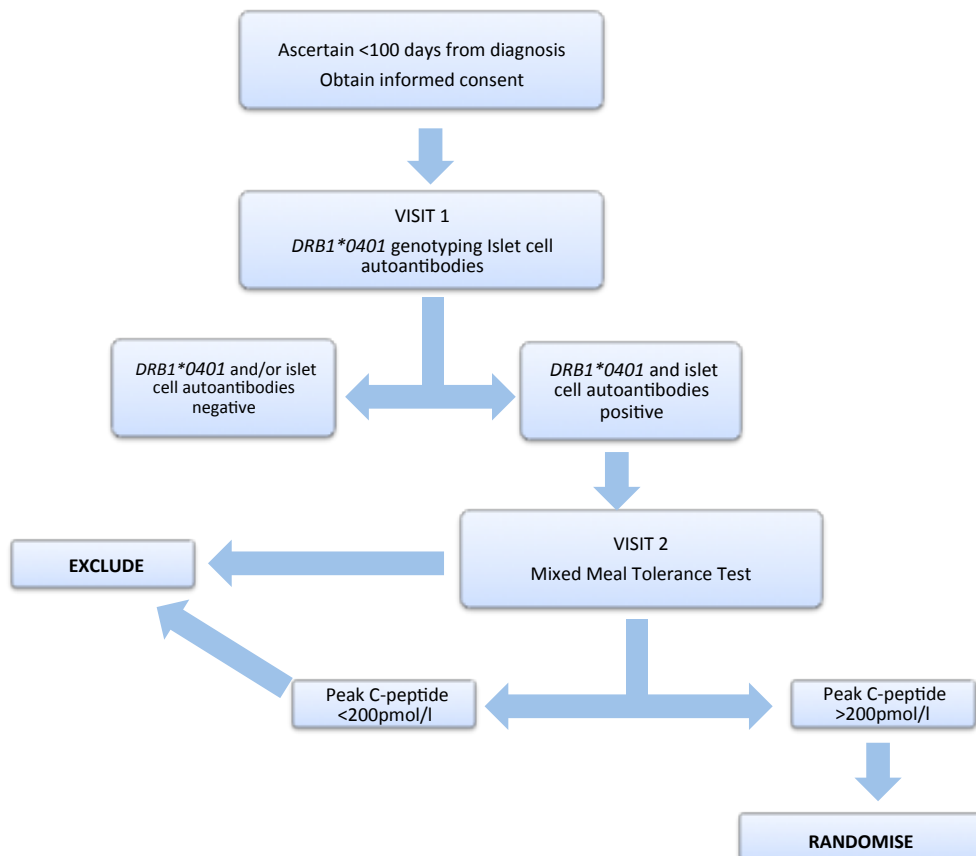 Ascertain <100 days from diagnosis
Obtain informed consent
VISIT 1
DRB1*0401 genotyping Islet cell
autoantibodies
DRB1*0401 and/or islet
cell autoantibodies
negative
DRB1*0401 and islet
cell autoantibodies
positive
VISIT 2
Mixed Meal Tolerance Test
EXCLUDE
Peak C-peptide
<200pmol/l
Peak C-peptide
>200pmol/l
RANDOMISE